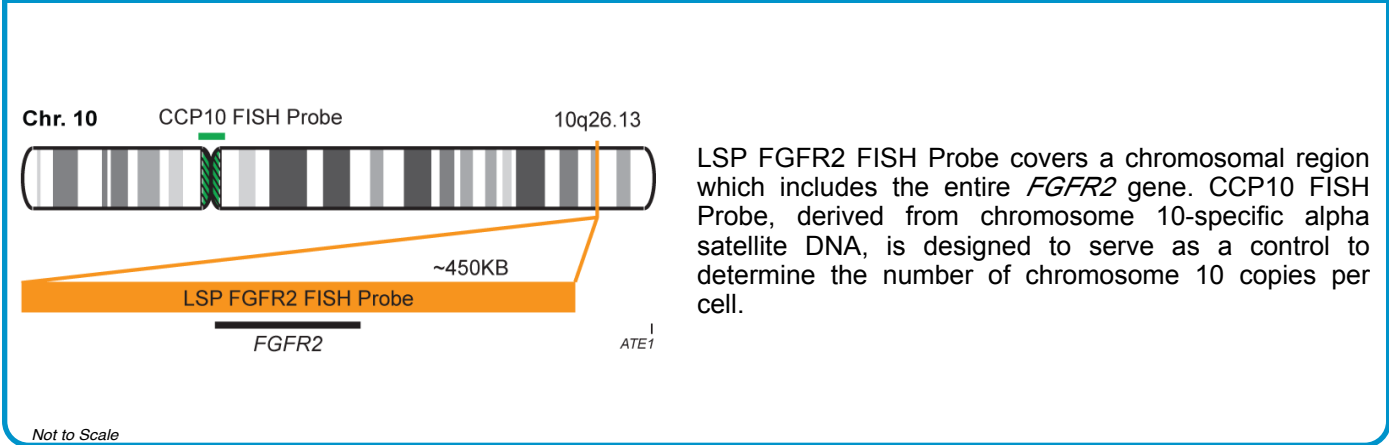 Chr. 10
CCP10 FISH Probe
10q26.13
~450KB
LSP FGFR2 FISH Probe
FGFR2
ATE1
LSP FGFR2 FISH Probe covers a chromosomal region
which includes the entire FGFR2 gene. CCP10 FISH
Probe, derived from chromosome 10-specific alpha
satellite DNA, is designed to serve as a control to
determine the number of chromosome 10 copies per
cell.
Not to Scale